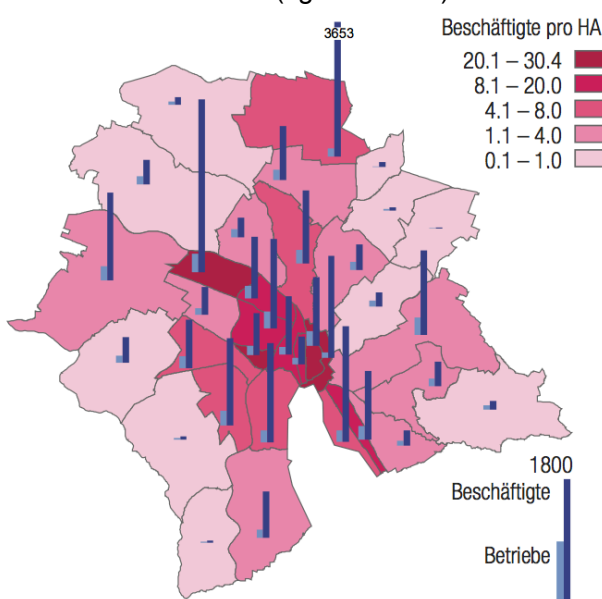 3653
Beschäftigte pro HA
20.1 – 30.4
8.1 – 20.0
4.1 – 8.0
1.1 – 4.0
0.1 – 1.0
1800
Beschäftigte
Betriebe